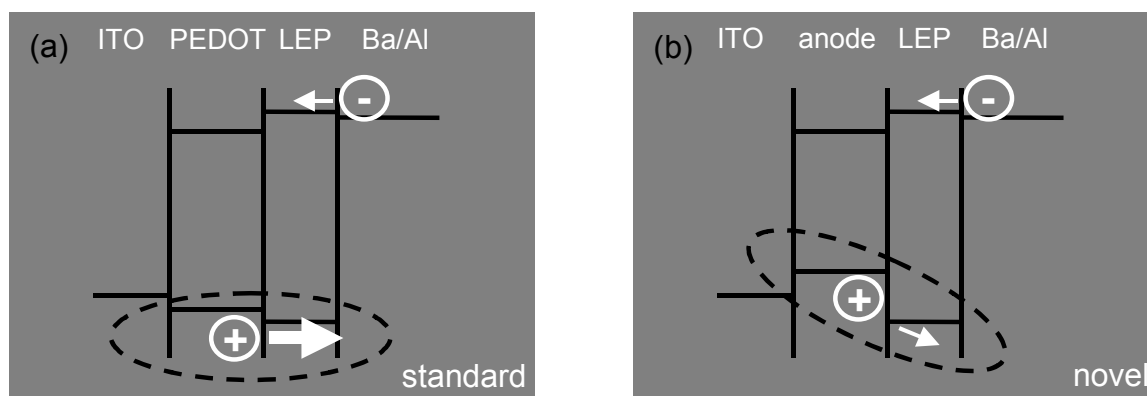 (a) ITO PEDOT LEP Ba/Al
-
+
standard
(b) ITO anode LEP Ba/Al
-
+
novel